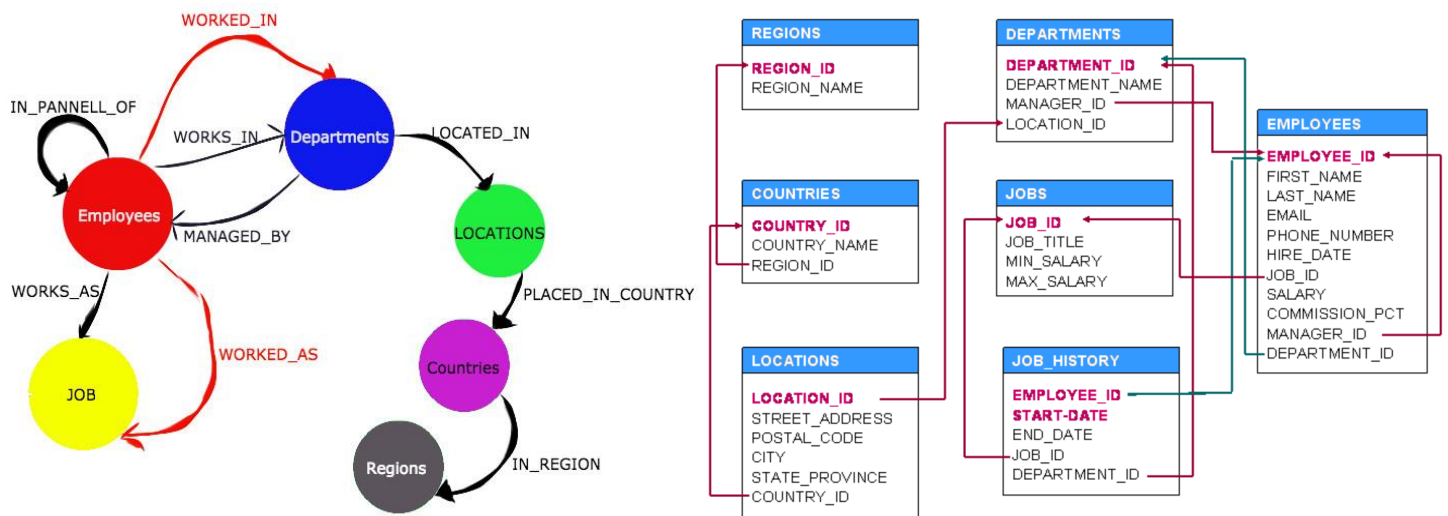 WORKED_IN
IN_PANNELL_OF
WORKS_IN
Departments
LOCATED_IN
Employees
MANAGED_BY
LOCATIONS
WORKS_AS
PLACED_IN_COUNTRY
WORKED_AS
Countries
JOB
Regions
IN_REGION
REGIONS
REGION_ID
REGION_NAME
COUNTRIES
COUNTRY_ID
COUNTRY_NAME
REGION_ID
LOCATIONS
LOCATION_ID
STREET_ADDRESS
POSTAL_CODE
CITY
STATE_PROVINCE
COUNTRY_ID
DEPARTMENTS
DEPARTMENT_ID
DEPARTMENT_NAME
MANAGER_ID
LOCATION_ID
JOBS
JOB_ID
JOB_TITLE
MIN_SALARY
MAX_SALARY
JOB_HISTORY
EMPLOYEE_ID
START-DATE
END_DATE
JOB_ID
DEPARTMENT_ID
EMPLOYEES
EMPLOYEE_ID
FIRST_NAME
LAST_NAME
EMAIL
PHONE_NUMBER
HIRE_DATE
JOB_ID
SALARY
COMMISSION_PCT
MANAGER_ID
DEPARTMENT_ID